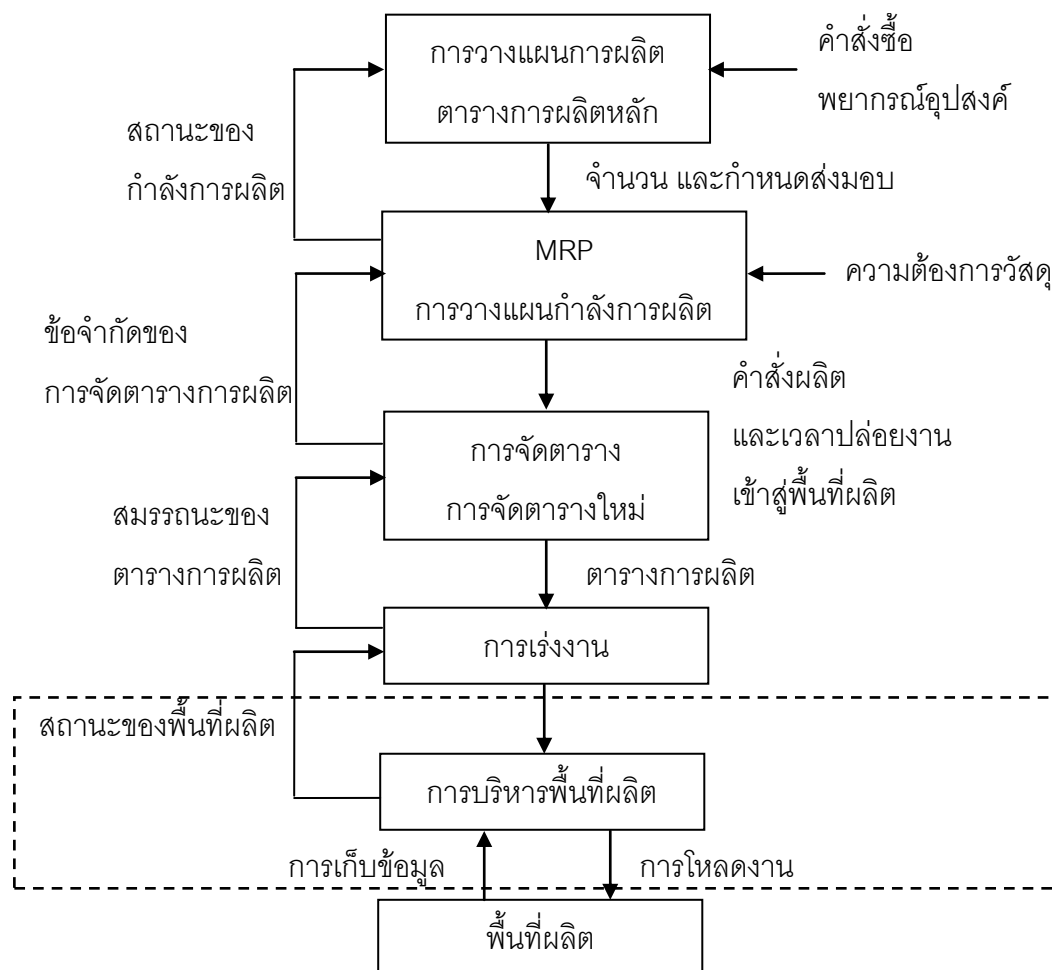 การวางแผนการผลิต
ตารางการผลิตหลัก
คำสั่งซื้อ
พยากรณ์อุปสงค์
สถานะของ
กำลังการผลิต
จำนวน และกำหนดส่งมอบ
MRP
การวางแผนกำลังการผลิต
ความต้องการวัสดุ
ข้อจำกัดของ
การจัดตารางการผลิต
คำสั่งผลิต
และเวลาปล่อยงาน
เข้าสู่พื้นที่ผลิต
การจัดตาราง
การจัดตารางใหม่
สมรรถนะของ
ตารางการผลิต
ตารางการผลิต
การเร่งงาน
สถานะของพื้นที่ผลิต
การบริหารพื้นที่ผลิต
การเก็บข้อมูล
การโหลดงาน
พื้นที่ผลิต